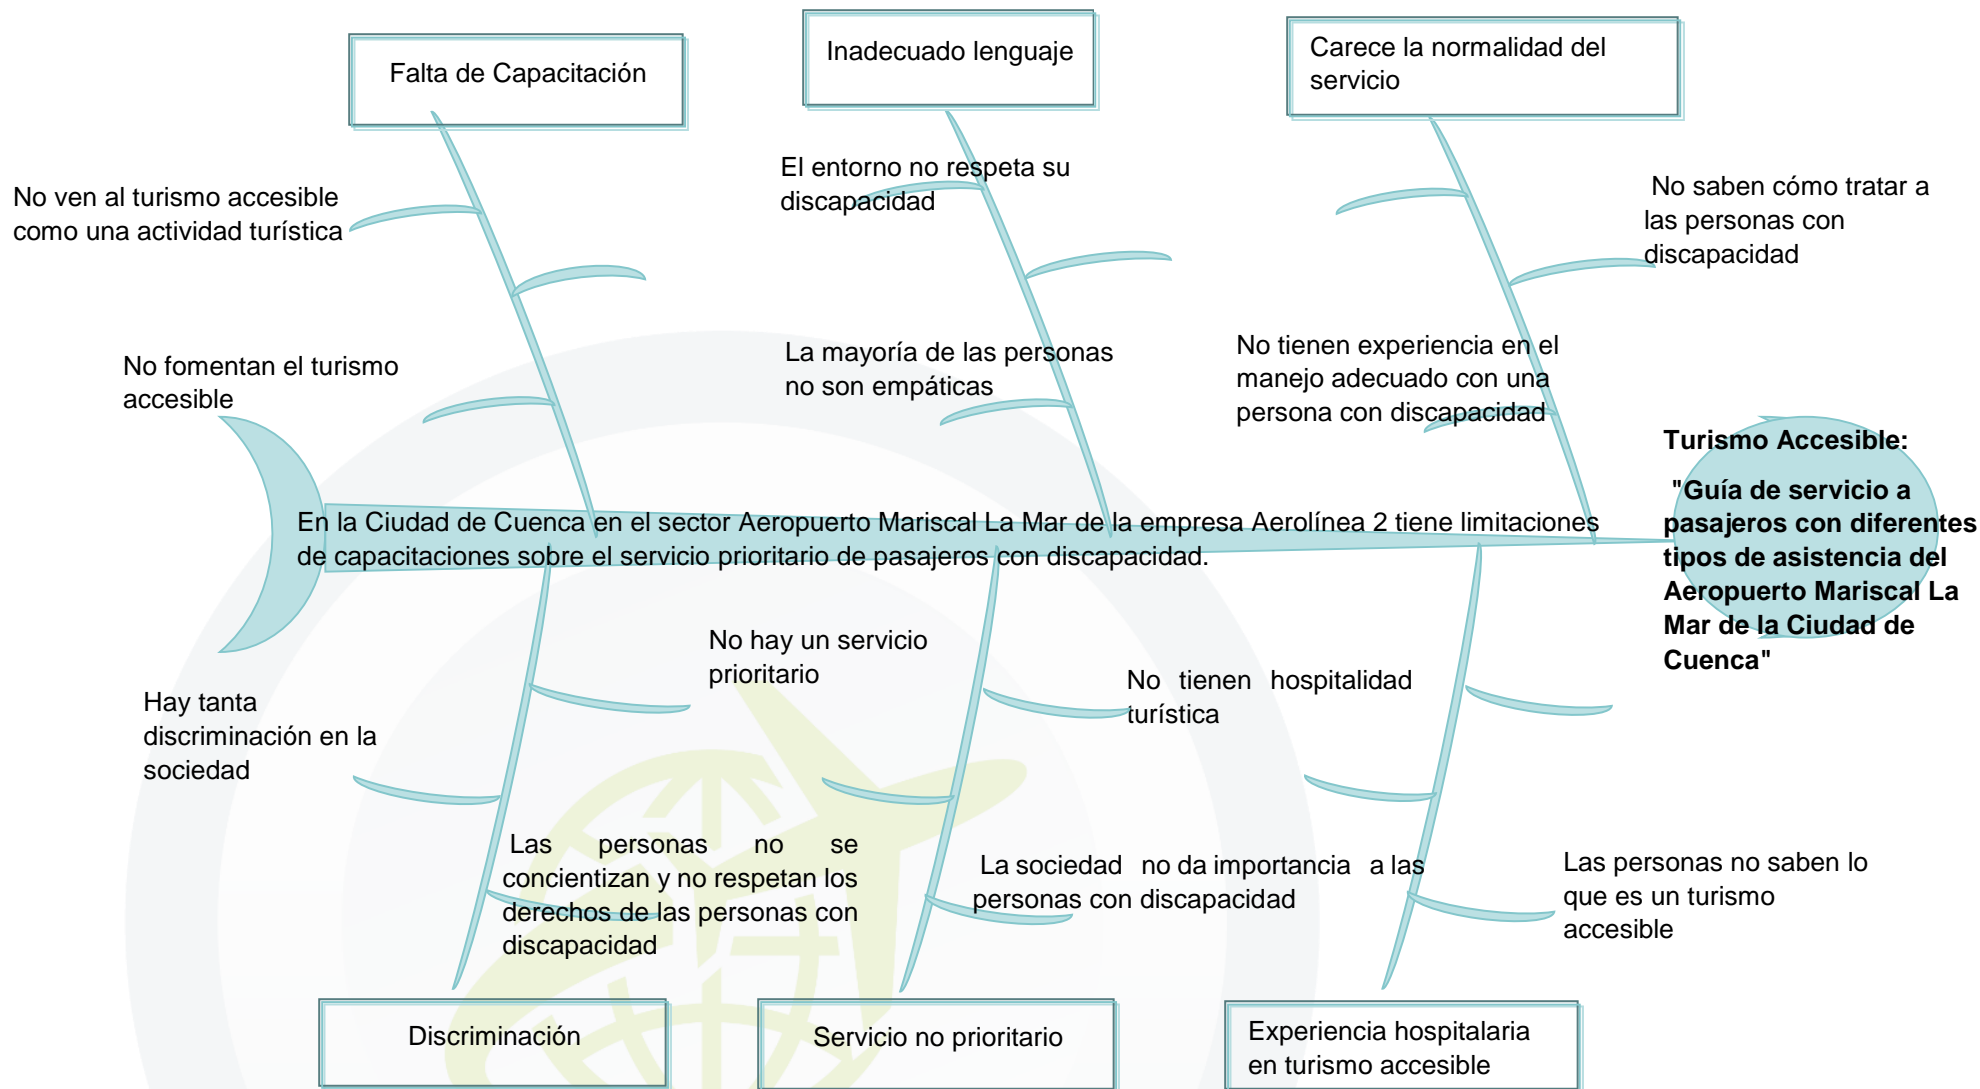 Falta de Capacitación
Inadecuado lenguaje
Carece la normalidad del
servicio
No ven al turismo accesible
como una actividad turística
El entorno no respeta su
discapacidad
No saben cómo tratar a
las personas con
discapacidad
No fomentan el turismo
accesible
La mayoría de las personas
no son empáticas
No tienen experiencia en el
manejo adecuado con una
persona con discapacidad
En la Ciudad de Cuenca en el sector Aeropuerto Mariscal La Mar de la empresa Aerolínea 2 tiene limitaciones
de capacitaciones sobre el servicio prioritario de pasajeros con discapacidad.
Turismo Accesible:
"Guía de servicio a
pasajeros con diferentes
tipos de asistencia del
Aeropuerto Mariscal La
Mar de la Ciudad de
Cuenca"
Hay tanta
discriminación en la
sociedad
No hay un servicio
prioritario
No tienen hospitalidad
turística
Las personas no se
concientizan y no respetan los
derechos de las personas con
discapacidad
La sociedad no da importancia a las
personas con discapacidad
Las personas no saben lo
que es un turismo
accesible
Discriminación
Servicio no prioritario
Experiencia hospitalaria
en turismo accesible